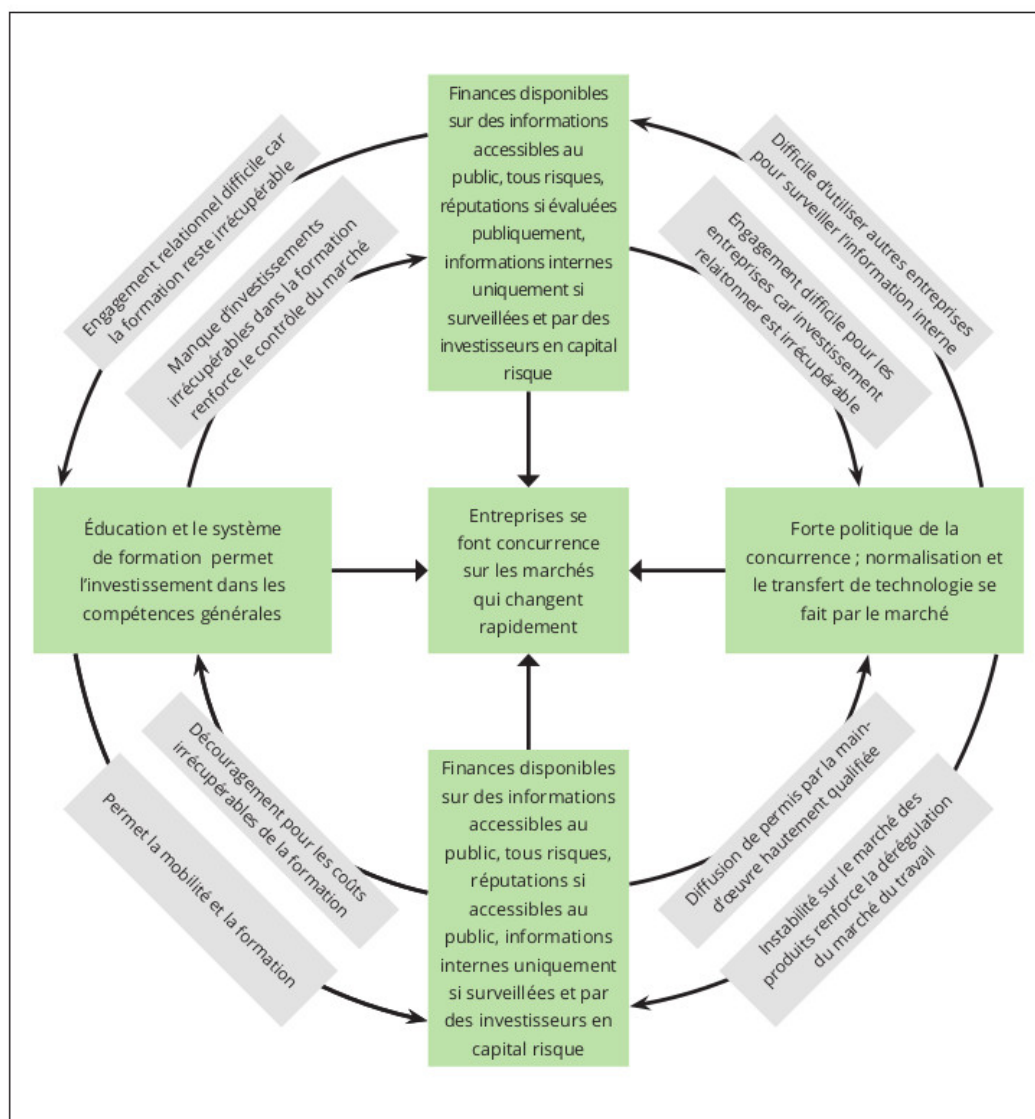 Finances disponibles
sur des informations
accessibles au
public, tous risques,
réputations si évaluées
publiquement,
informations internes
uniquement si
surveillées et par des
investisseurs en capital
risque
Engagement relationnel difficile car
la formation reste irrécupérable
Manque d'investissements
irrécupérables dans la formation
renforce le contrôle du marché
Difficile d'utiliser autres entreprises
pour surveiller l'information interne
Engagement difficile pour les
entreprises car investissement
relaitonner est irrécupérable
Éducation et le système
de formation permet
l'investissement dans les
compétences générales
Entreprises se
font concurrence
sur les marchés
qui changent
rapidement
Forte politique de la
concurrence ; normalisation et
le transfert de technologie se
fait par le marché
Permet la mobilité et la formation
Découragement pour les coûts
irrécupérables de la formation
Finances disponibles
sur des informations
accessibles au
public, tous risques,
réputations si
accessibles au
public, informations
internes uniquement
si surveillées et par
des investisseurs en
capital risque
Diffusion de permis par la main-
d'œuvre hautement qualifiée
Instabilité sur le marché des
produits renforce la dérégulation
du marché du travail